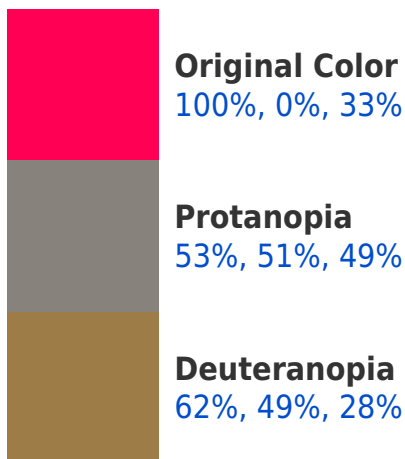 Original Color
100%, 0%, 33%
Protanopia
53%, 51%, 49%
Deuteranopia
62%, 49%, 28%